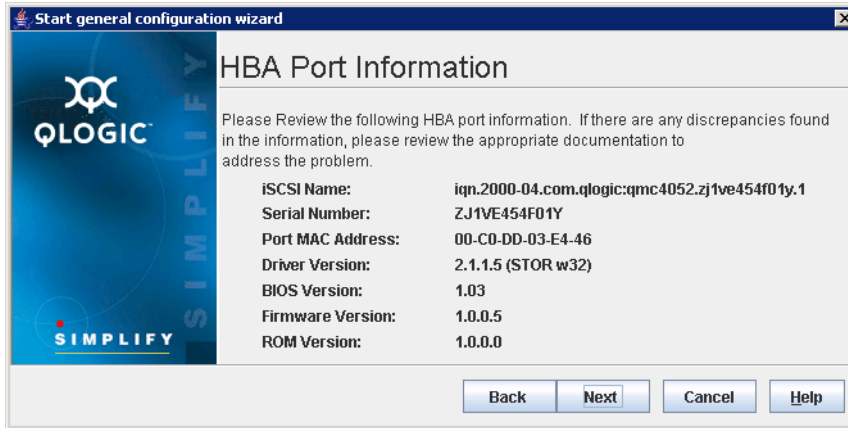 Start general configuration wizard
SIMPLIFY
QLOGIC
SIMPLIFY
HBA Port Information
Please Review the following HBA port information. If there are any discrepancies found
in the information, please review the appropriate documentation to
address the problem.
iSCSI Name: iqn.2000-04.com.qlogic:qmc4052.zj1ve454f01y.1
Serial Number: ZJ1VE454F01Y
Port MAC Address: 00-C0-DD-03-E4-46
Driver Version: 2.1.1.5 (STOR w32)
BIOS Version: 1.03
Firmware Version: 1.0.0.5
ROM Version: 1.0.0.0
Back Next Cancel Help